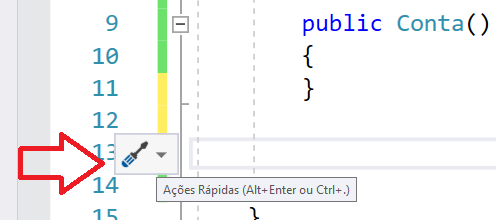 9 public Conta()
10 {
11 }
12
13
14 Ações Rápidas (Alt+Enter ou Ctrl+.)
15 }